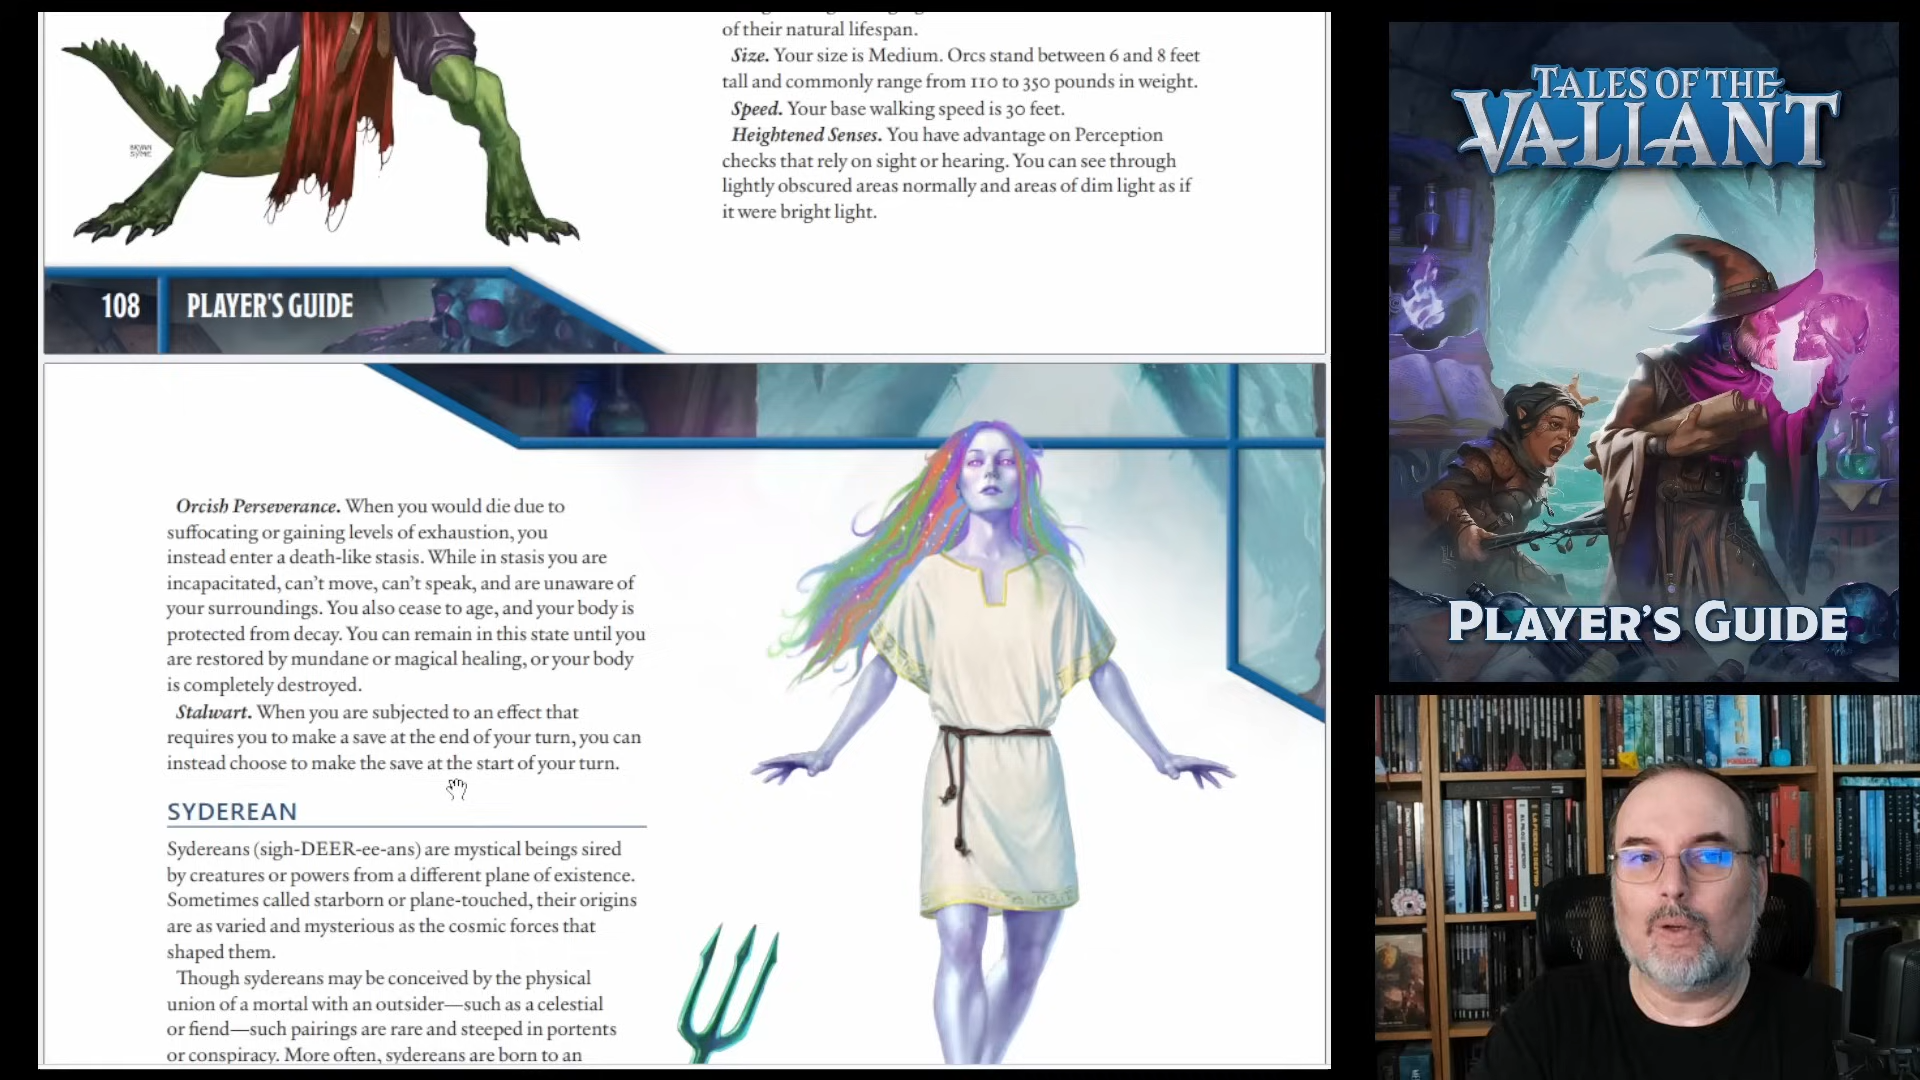 of their natural lifespan.
Size. Your size is Medium. Orcs stand between 6 and 8 feet
tall and commonly range from 110 to 350 pounds in weight.
Speed. Your base walking speed is 30 feet.
Heightened Senses. You have advantage on Perception
checks that rely on sight or hearing. You can see through
lightly obscured areas normally and areas of dim light as if
it were bright light.
BRYAN
SYME
108
PLAYER'S GUIDE
Orcish Perseverance. When you would die due to
suffocating or gaining levels of exhaustion, you
instead enter a death-like stasis. While in stasis you are
incapacitated, can't move, can't speak, and are unaware of
your surroundings. You also cease to age, and your body is
protected from decay. You can remain in this state until you
are restored by mundane or magical healing, or your body
is completely destroyed.
Stalwart. When you are subjected to an effect that
requires you to make a save at the end of your turn, you can
instead choose to make the save at the start of your turn.
SYDEREAN
Sydereans (sigh-DEER-ee-ans) are mystical beings sired
by creatures or powers from a different plane of existence.
Sometimes called starborn or plane-touched, their origins
are as varied and mysterious as the cosmic forces that
shaped them.
Though sydereans may be conceived by the physical
union of a mortal with an outsider—such as a celestial
or fiend—such pairings are rare and steeped in portents
or conspiracy. More often, sydereans are born to an
TALES OF THE
VALIANT
PLAYER'S GUIDE